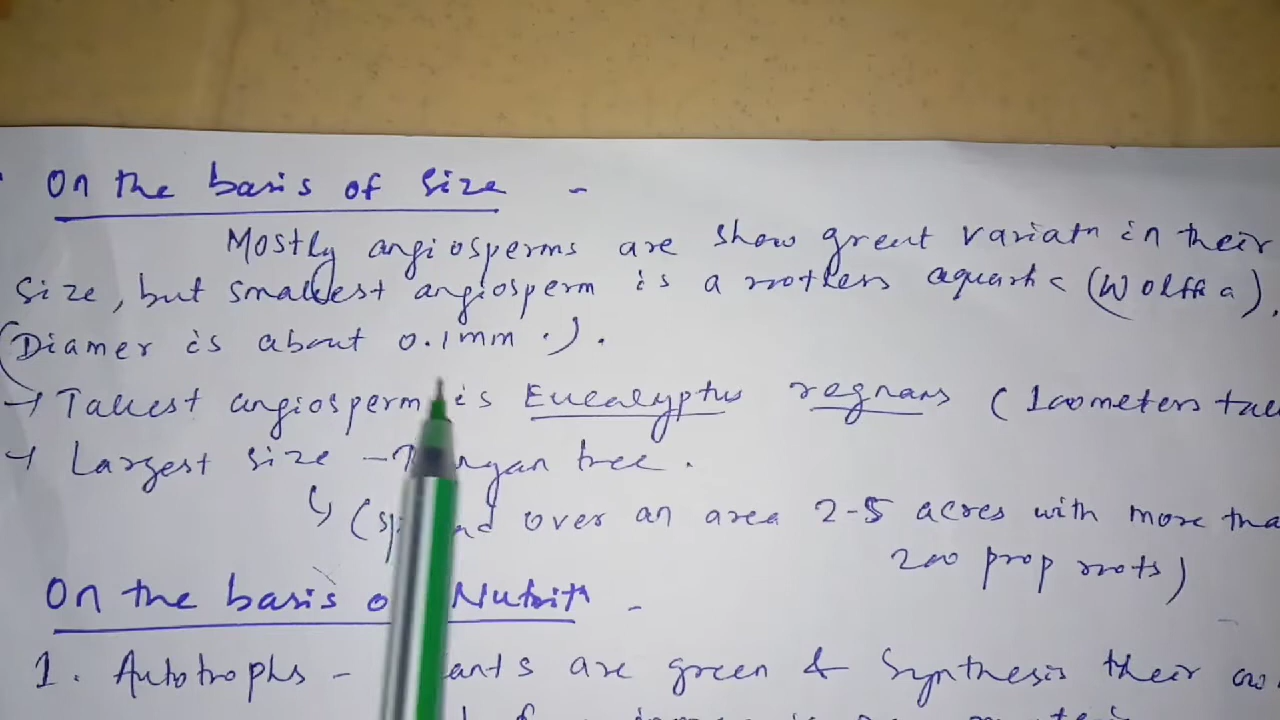 On the basis of size -
Mostly angiosperms are show great variatn in their
size, but smallest angiosperm is a rootless aquatic (Wolffia).
(Diamer is about 0.1mm.).
→ Tallest angiosperm is Eucalyptus regnans (100meters tall
→ Largest size - tree.
↳ ( over an area 2-5 acres with more tha
200 prop roots)
On the basis of Nutritn -
1. Autotrophs - Plants are green & synthesis their ow